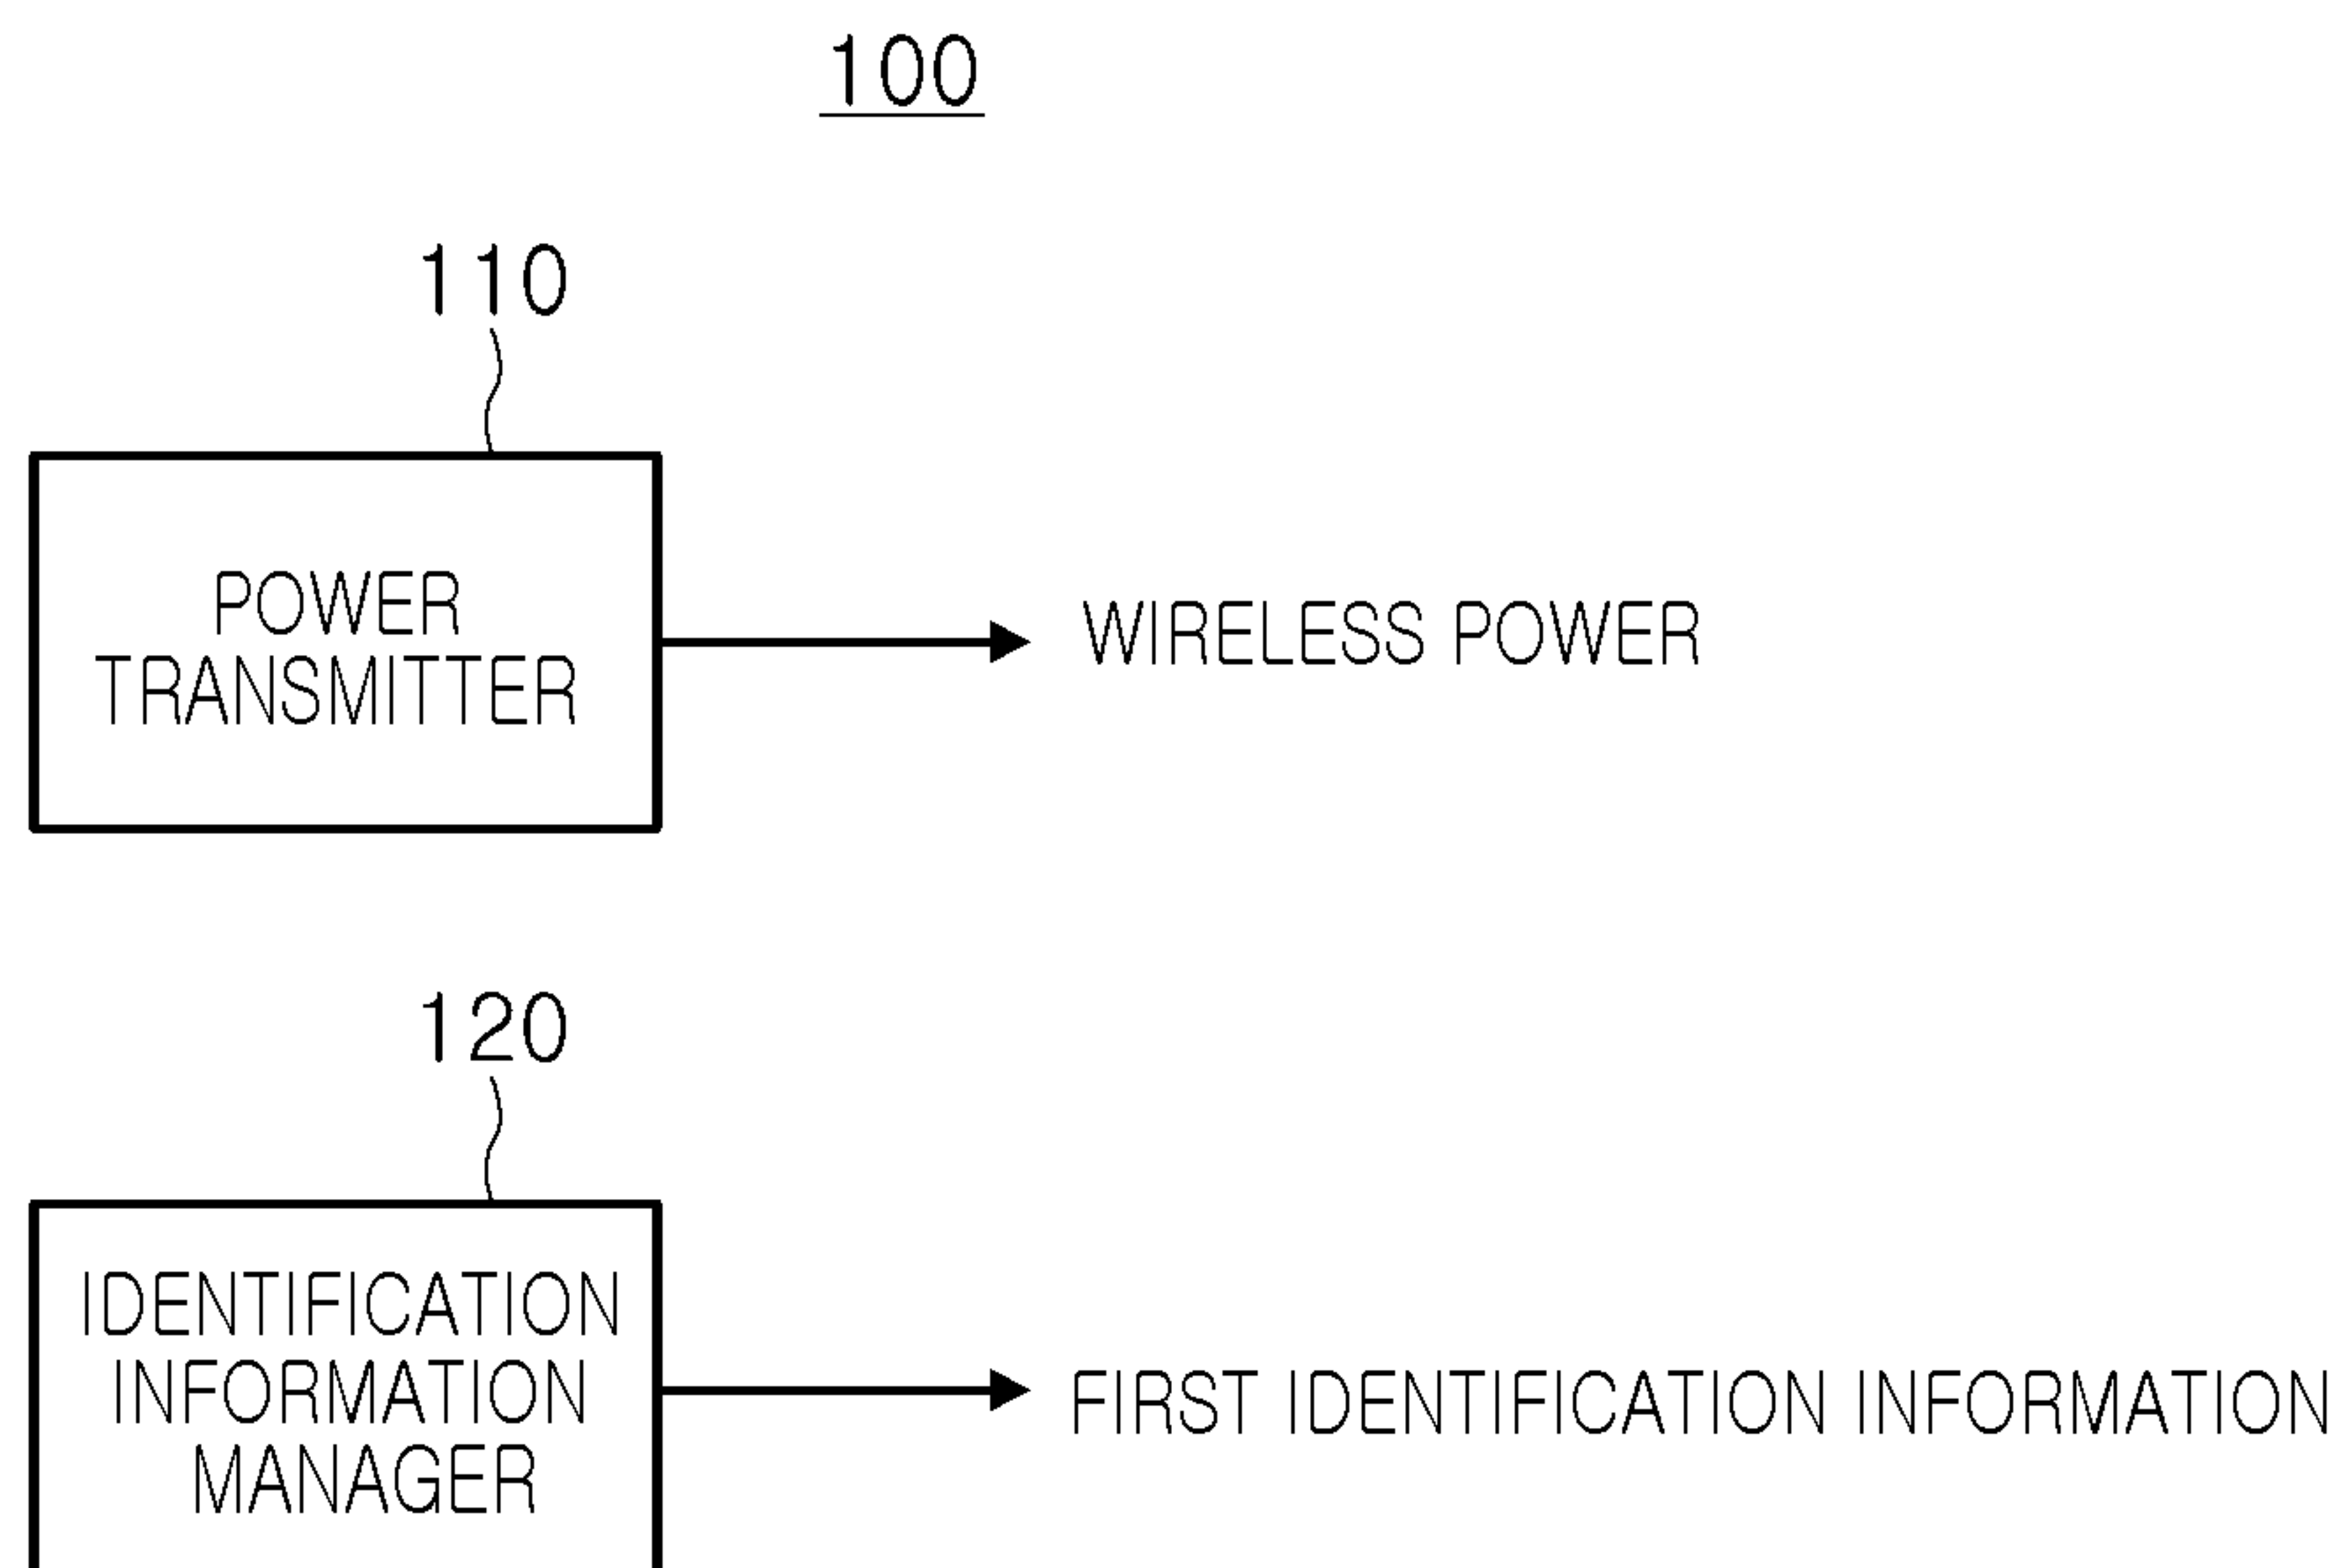 100
110
POWER
TRANSMITTER
WIRELESS POWER
120
IDENTIFICATION
INFORMATION
MANAGER
FIRST IDENTIFICATION INFORMATION